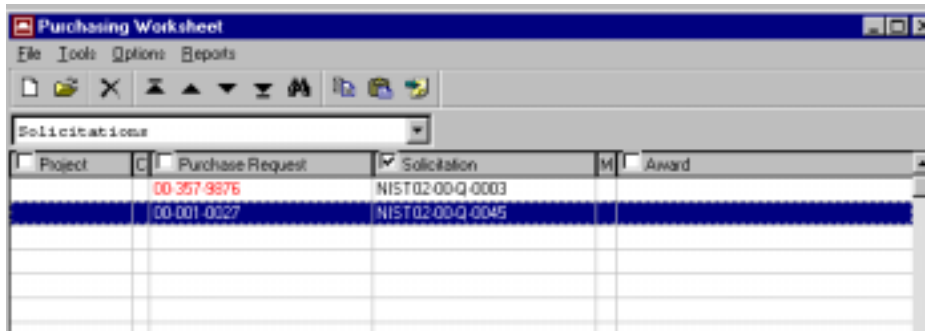 Purchasing Worksheet
File Tools Options Reports
Solicitations
Project C Purchase Request Solicitation M Award
00-357-9876 NIST02-00-Q-0003
00-001-0027 NIST02-00-Q-0045